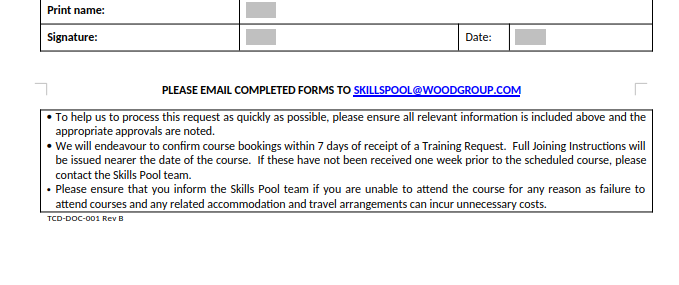 Print name:
Signature: Date:
PLEASE EMAIL COMPLETED FORMS TO SKILLSPOOL@WOODGROUP.COM
• To help us to process this request as quickly as possible, please ensure all relevant information is included above and the
appropriate approvals are noted.
• We will endeavour to confirm course bookings within 7 days of receipt of a Training Request. Full Joining Instructions will
be issued nearer the date of the course. If these have not been received one week prior to the scheduled course, please
contact the Skills Pool team.
• Please ensure that you inform the Skills Pool team if you are unable to attend the course for any reason as failure to
attend courses and any related accommodation and travel arrangements can incur unnecessary costs.
TCD-DOC-001 Rev B